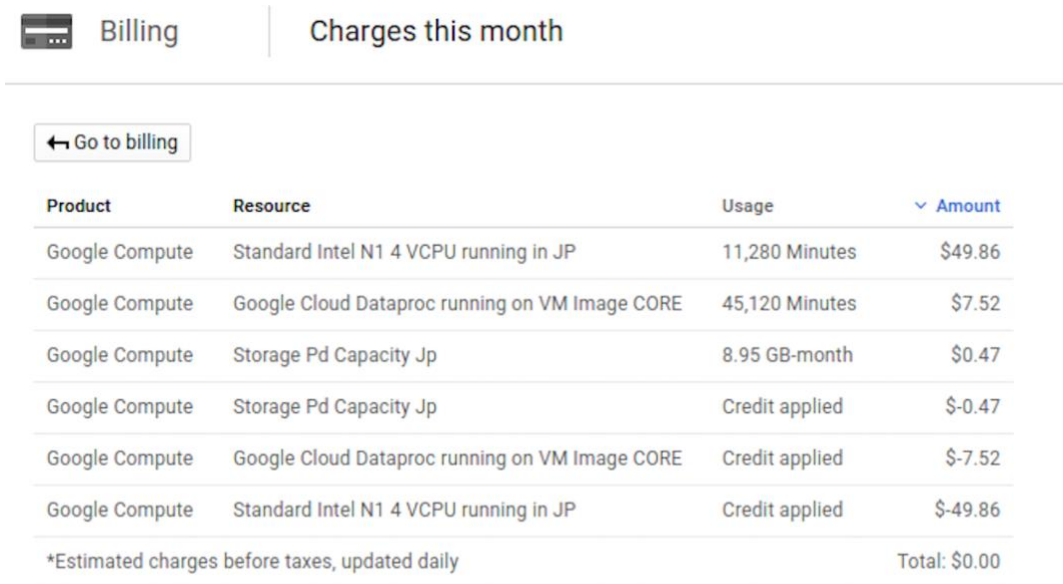 Billing
Charges this month
Go to billing
Product Resource Usage Amount
Google Compute Standard Intel N1 4 VCPU running in JP 11,280 Minutes $49.86
Google Compute Google Cloud Dataproc running on VM Image CORE 45,120 Minutes $7.52
Google Compute Storage Pd Capacity Jp 8.95 GB-month $0.47
Google Compute Storage Pd Capacity Jp Credit applied $-0.47
Google Compute Google Cloud Dataproc running on VM Image CORE Credit applied $-7.52
Google Compute Standard Intel N1 4 VCPU running in JP Credit applied $-49.86
*Estimated charges before taxes, updated daily Total: $0.00